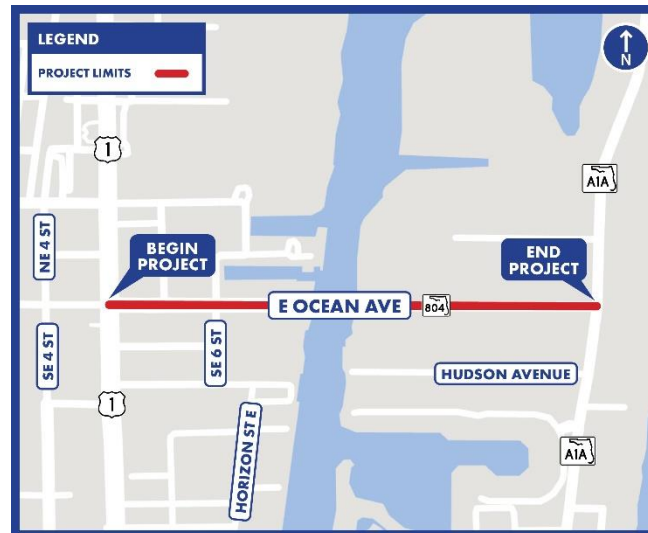 LEGEND
PROJECT LIMITS
N
1
A1A
NE 4 ST
BEGIN
PROJECT
END
PROJECT
E OCEAN AVE
804
SE 4 ST
SE 6 ST
HUDSON AVENUE
1
HORIZON ST E
A1A